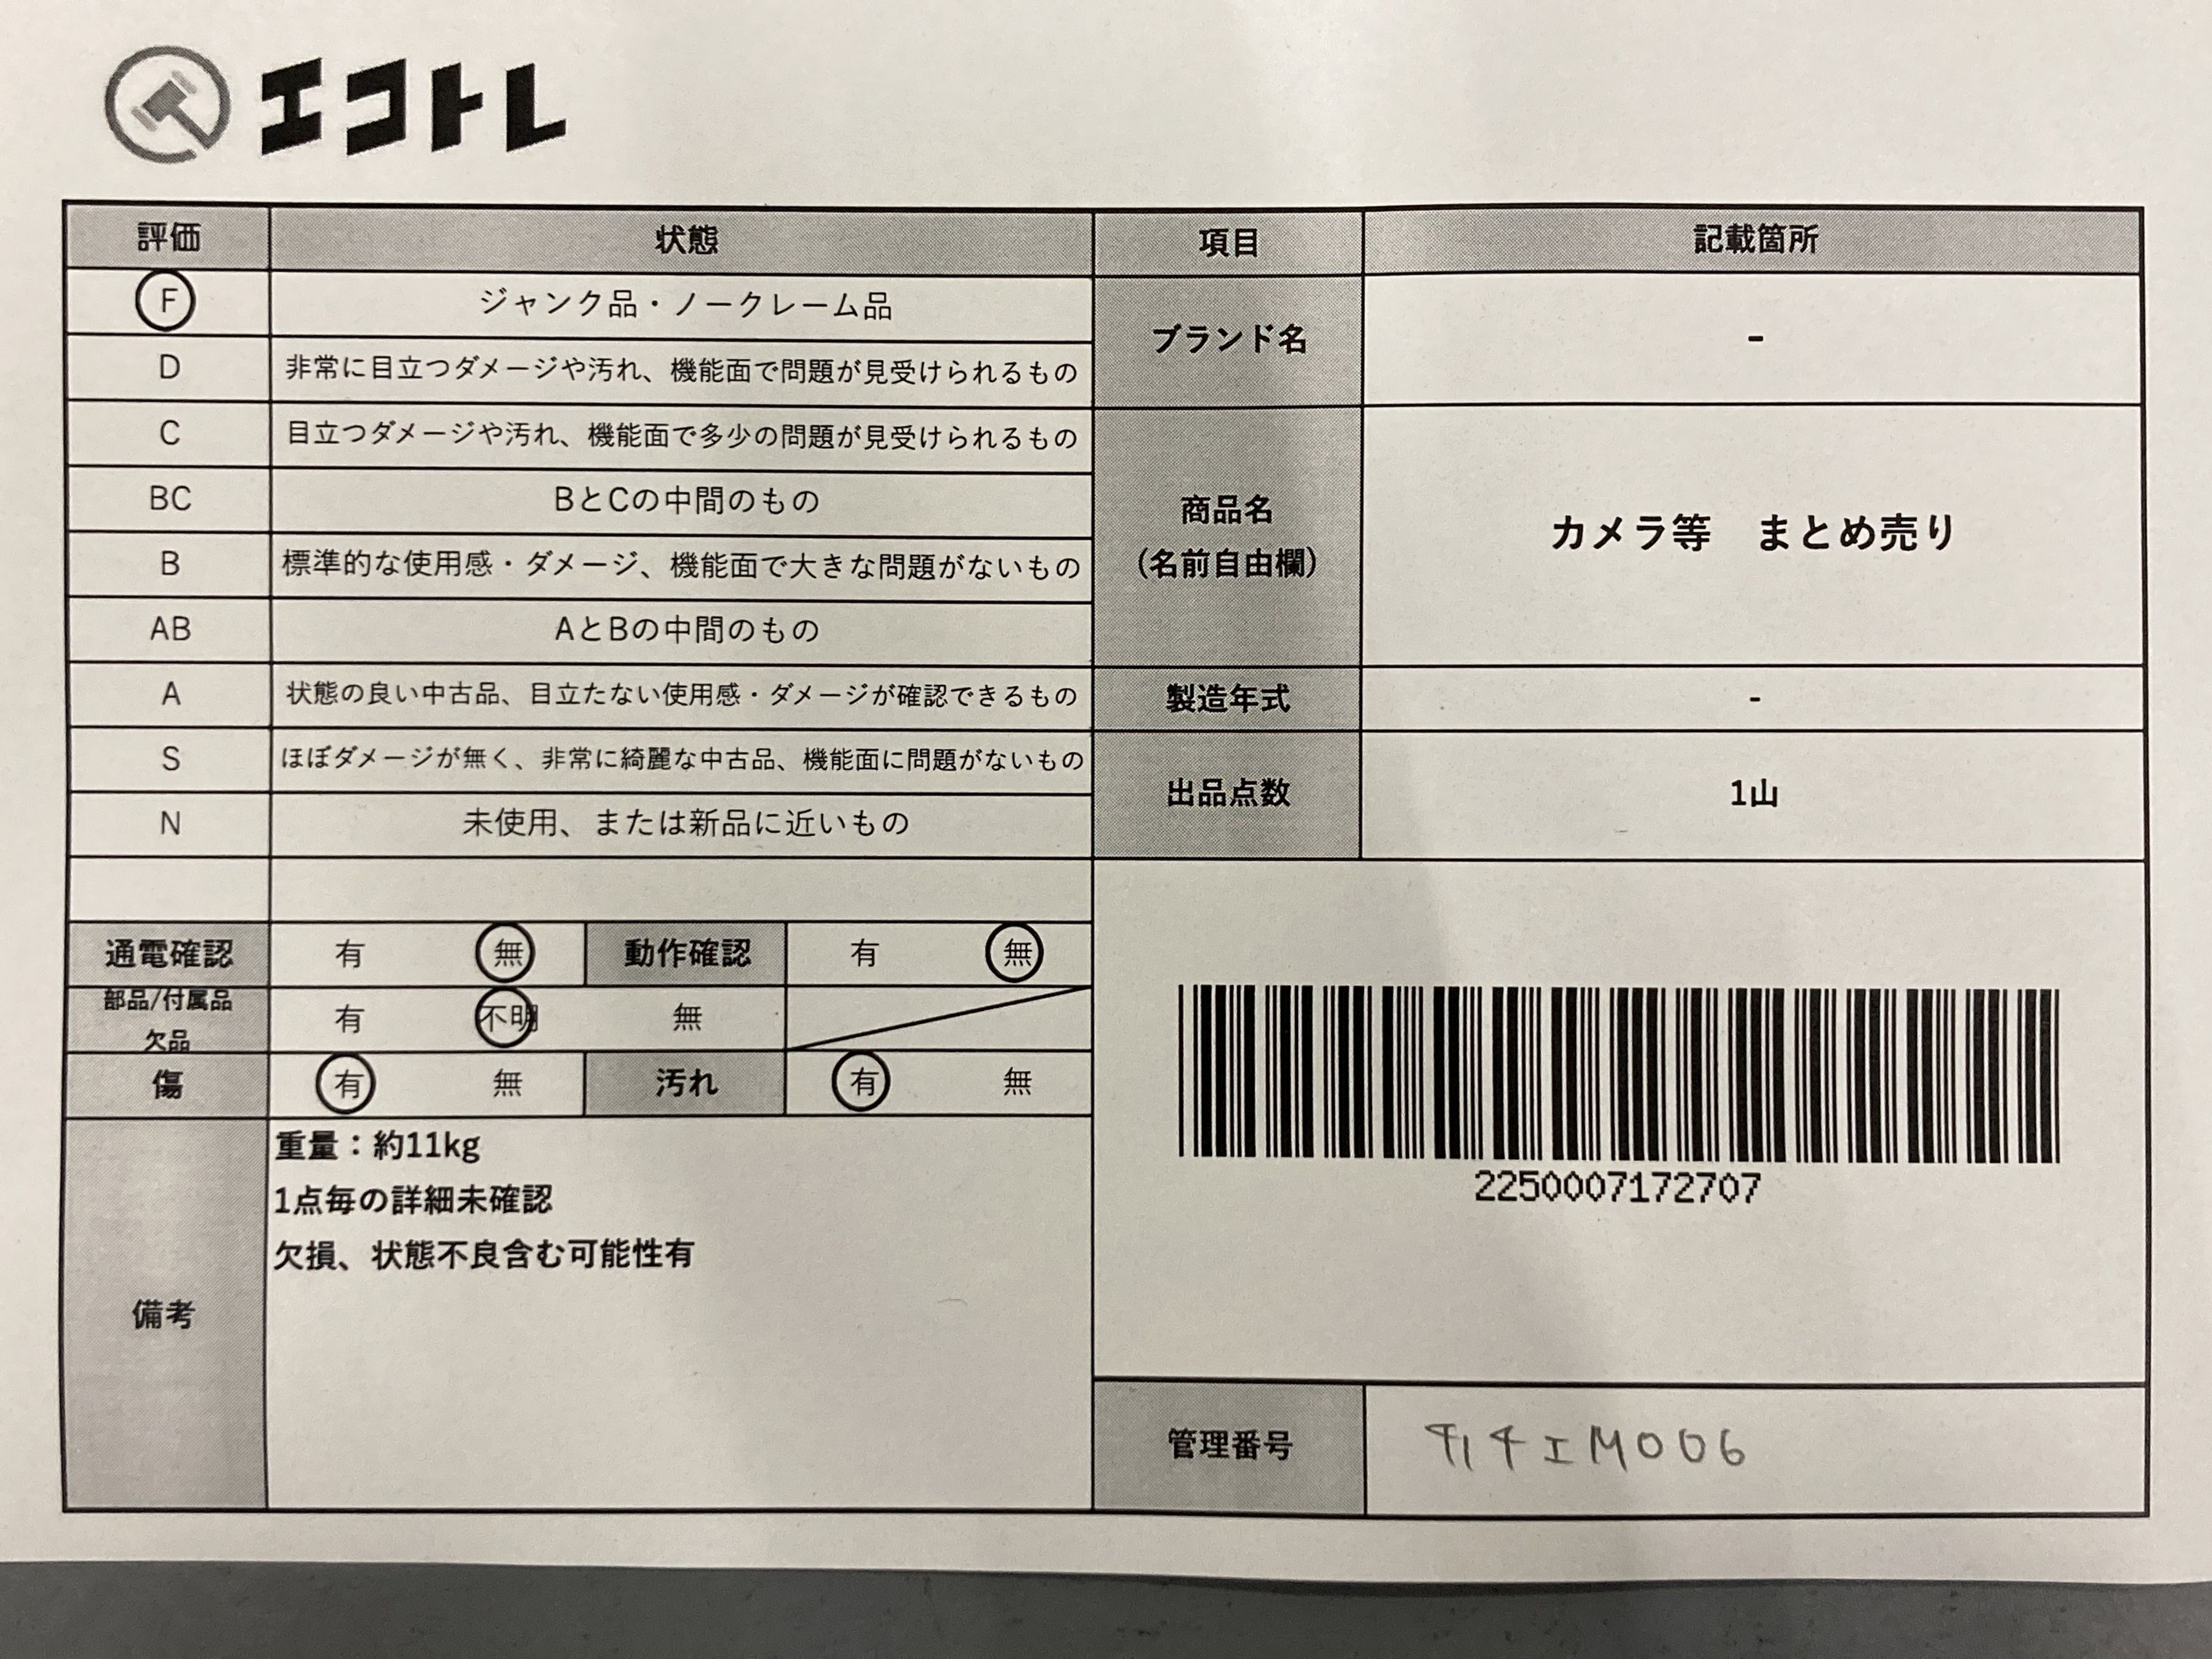 エコトレ
評価 状態
F ジャンク品・ノークレーム品
D 非常に目立つダメージや汚れ、機能面で問題が見受けられるもの
C 目立つダメージや汚れ、機能面で多少の問題が見受けられるもの
BC BとCの中間のもの
B 標準的な使用感・ダメージ、機能面で大きな問題がないもの
AB AとBの中間のもの
A 状態の良い中古品、目立たない使用感・ダメージが確認できるもの
S ほぼダメージが無く、非常に綺麗な中古品、機能面に問題がないもの
N 未使用、または新品に近いもの
通電確認 有 無 動作確認 有 無
部品/付属品
欠品 有 不明 無
傷 有 無 汚れ 有 無
備考
重量：約11kg
1点毎の詳細未確認
欠損、状態不良含む可能性有
項目 記載箇所
ブランド名 -
商品名
（名前自由欄） カメラ等　まとめ売り
製造年式 -
出品点数 1山
2250007172707
管理番号